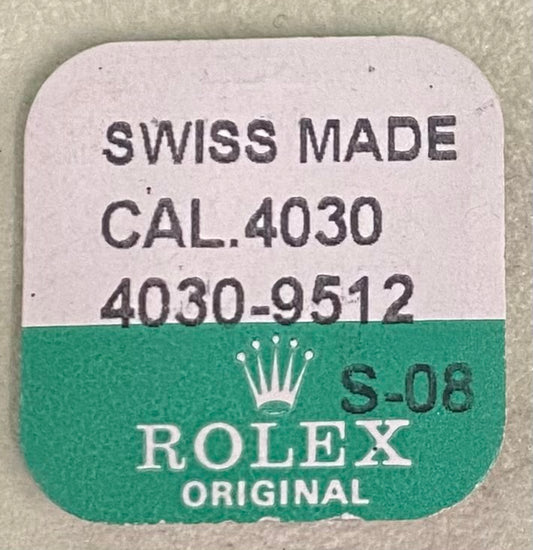 SWISS MADE
CAL.4030
4030-9512
S-08
ROLEX
ORIGINAL